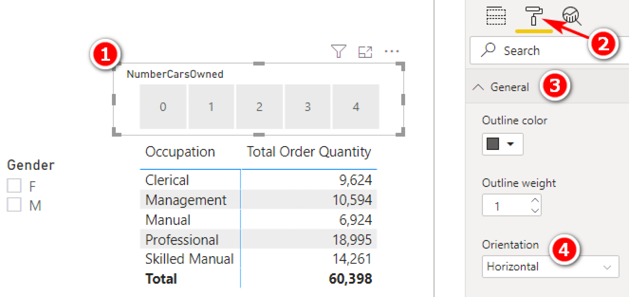 1
NumberCarsOwned
0 1 2 3 4
Gender
F
M
Occupation Total Order Quantity
Clerical 9,624
Management 10,594
Manual 6,924
Professional 18,995
Skilled Manual 14,261
Total 60,398
2
Search
General 3
Outline color
Outline weight
1
Orientation 4
Horizontal